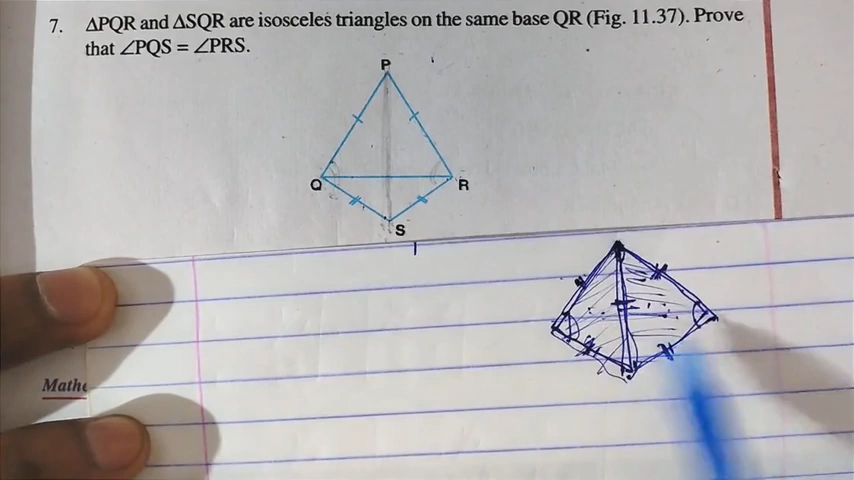 7. ΔPQR and ΔSQR are isosceles triangles on the same base QR (Fig. 11.37). Prove
that ∠PQS = ∠PRS.
P
Q
R
S
Mathe